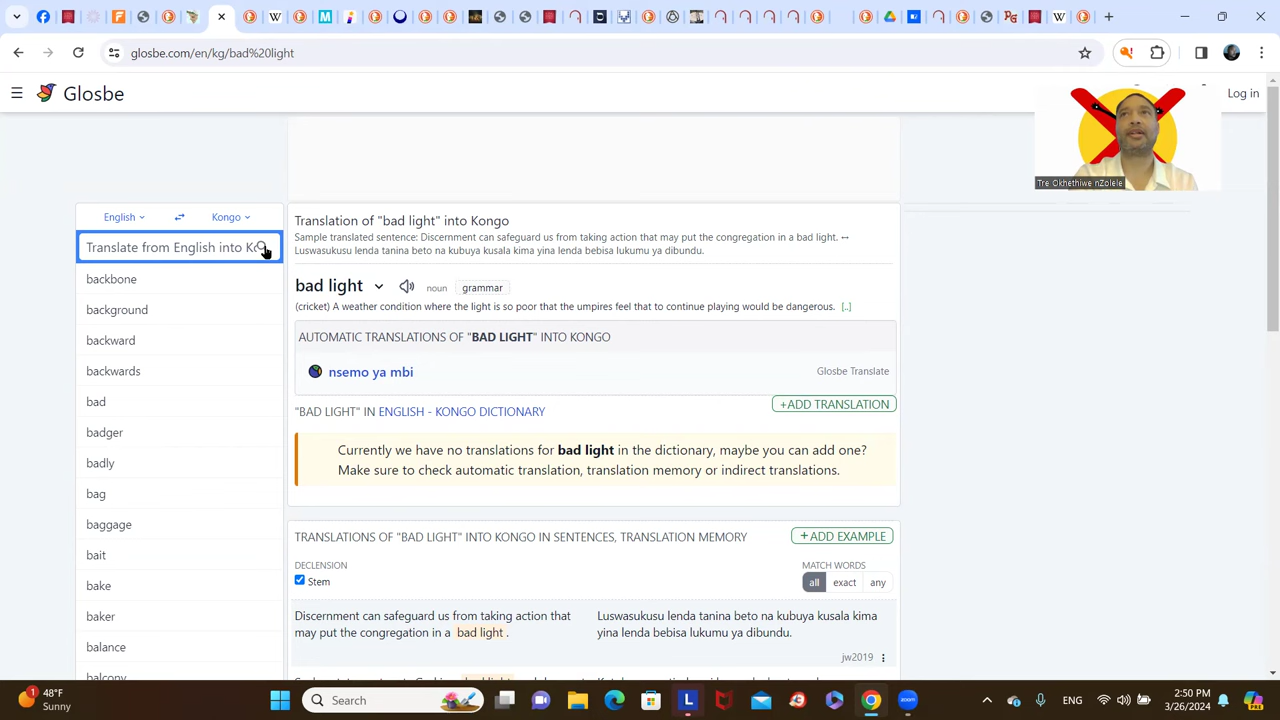 glosbe.com/en/kg/bad%20light
Glosbe
Log in
Tre Okhethiwe nZolele
English
Kongo
Translate from English into Ko
backbone
background
backward
backwards
bad
badger
badly
bag
baggage
bait
bake
baker
balance
balcony
Translation of "bad light" into Kongo
Sample translated sentence: Discernment can safeguard us from taking action that may put the congregation in a bad light. ↔
Luswasukusu lenda tanina beto na kubuya kusala kima yina lenda bebisa lukumu ya dibundu.
bad light noun grammar
(cricket) A weather condition where the light is so poor that the umpires feel that to continue playing would be dangerous. [..]
AUTOMATIC TRANSLATIONS OF "BAD LIGHT" INTO KONGO
nsemo ya mbi
Glosbe Translate
"BAD LIGHT" IN ENGLISH - KONGO DICTIONARY
+ADD TRANSLATION
Currently we have no translations for bad light in the dictionary, maybe you can add one?
Make sure to check automatic translation, translation memory or indirect translations.
TRANSLATIONS OF "BAD LIGHT" INTO KONGO IN SENTENCES, TRANSLATION MEMORY
+ ADD EXAMPLE
DECLENSION
Stem
MATCH WORDS
all exact any
Discernment can safeguard us from taking action that
may put the congregation in a bad light .
Luswasukusu lenda tanina beto na kubuya kusala kima
yina lenda bebisa lukumu ya dibundu.
jw2019
1
48°F
Sunny
Search
ENG
2:50 PM
3/26/2024